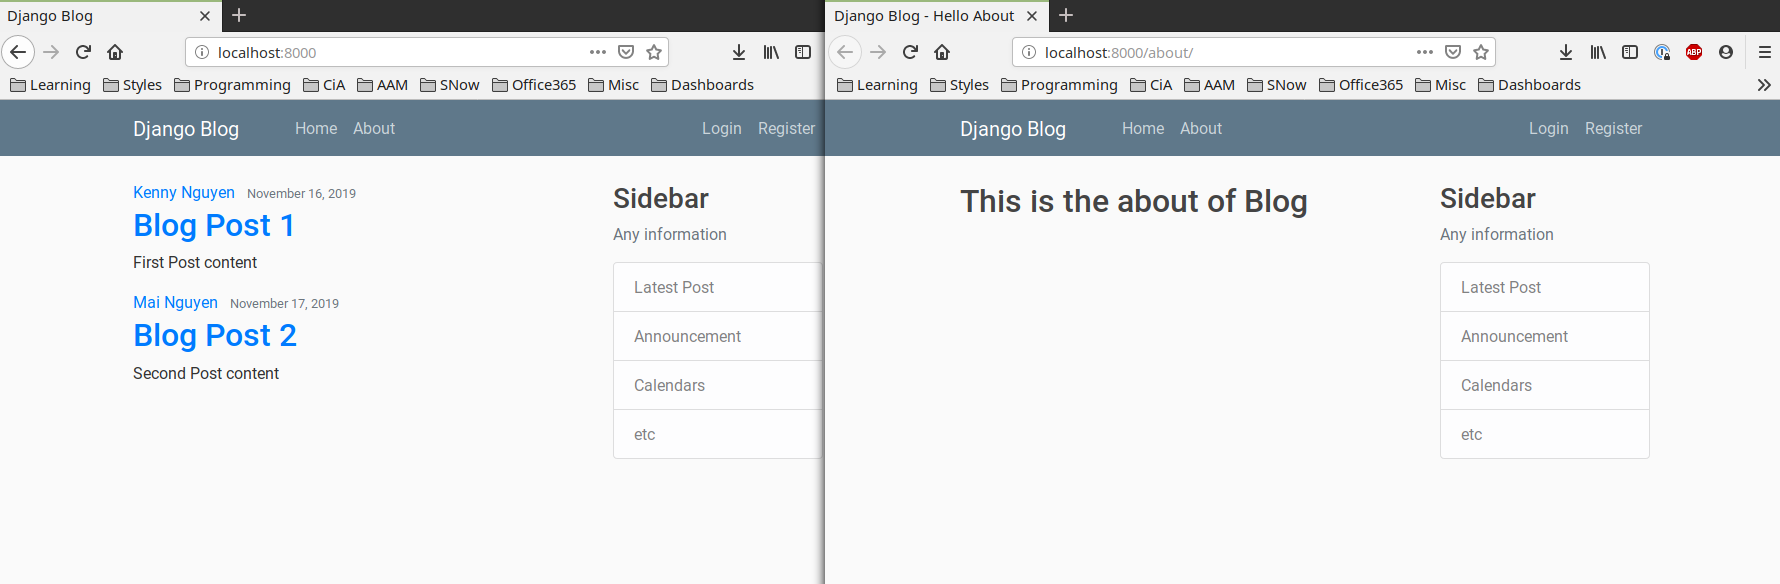 Django Blog
localhost:8000
Learning Styles Programming CiA AAM SNow Office365 Misc Dashboards
Django Blog Home About Login Register
Kenny Nguyen November 16, 2019
Blog Post 1
First Post content
Mai Nguyen November 17, 2019
Blog Post 2
Second Post content
Sidebar
Any information
Latest Post
Announcement
Calendars
etc
Django Blog - Hello About
localhost:8000/about/
ABP
Learning Styles Programming CiA AAM SNow Office365 Misc Dashboards
Django Blog Home About Login Register
This is the about of Blog
Sidebar
Any information
Latest Post
Announcement
Calendars
etc